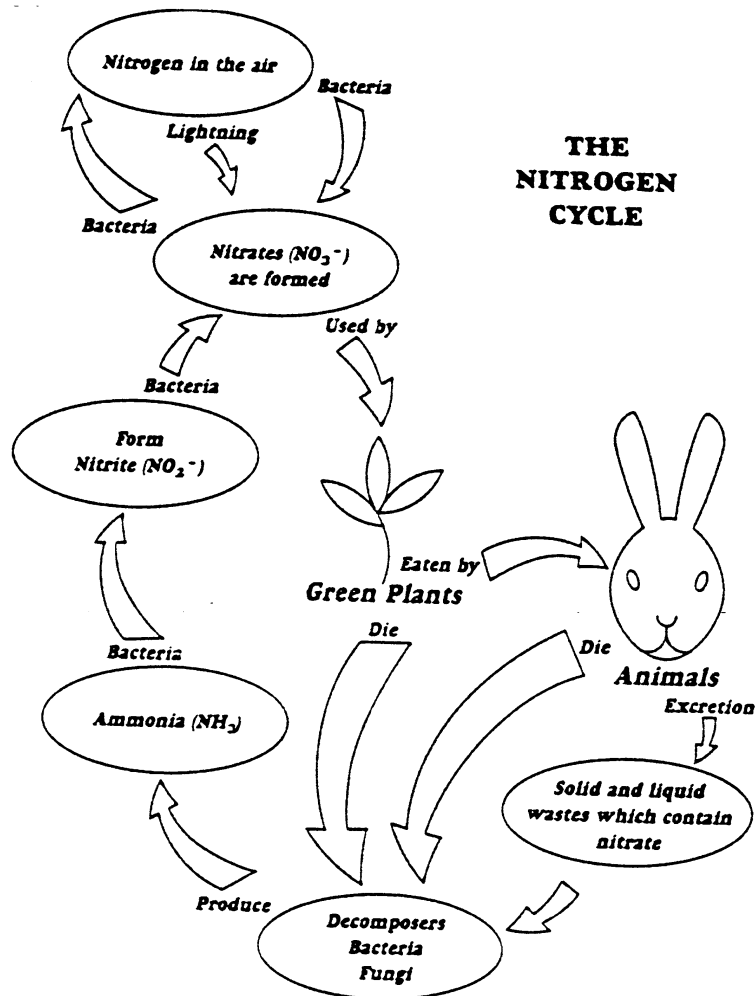 Nitrogen in the air
Bacteria
Lightning
THE
NITROGEN
CYCLE
Bacteria
Nitrates (NO₃⁻)
are formed
Used by
Bacteria
Form
Nitrite (NO₂⁻)
Eaten by
Green Plants
Die
Die
Bacteria
Animals
Excretion
Ammonia (NH₃)
Solid and liquid
wastes which contain
nitrate
Produce
Decomposers
Bacteria
Fungi